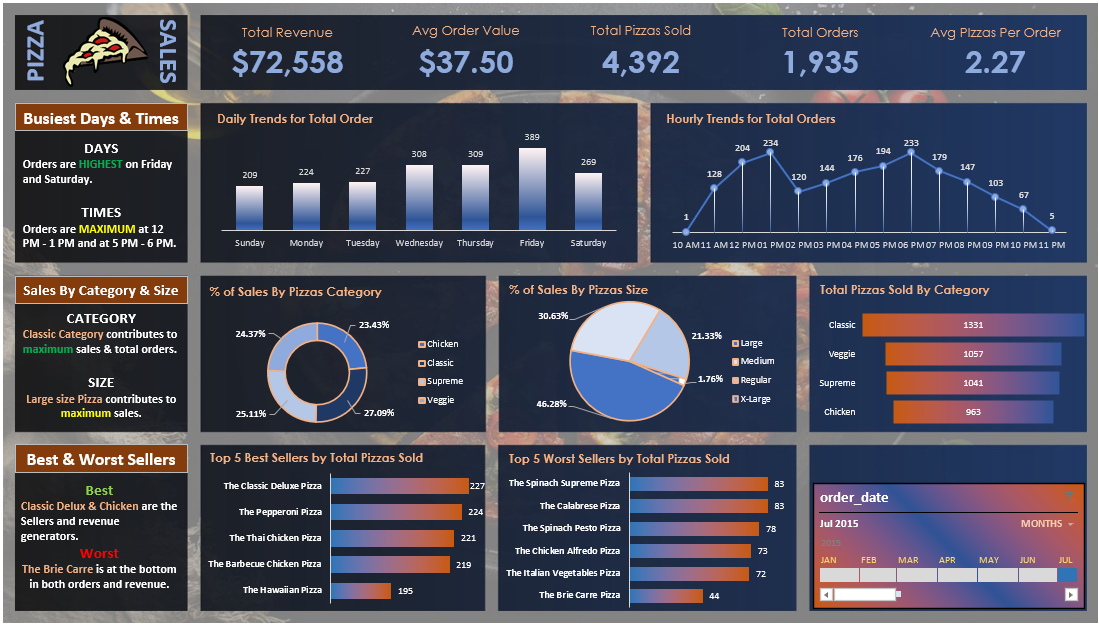 PIZZA
SALES
Total Revenue
$72,558
Avg Order Value
$37.50
Total Pizzas Sold
4,392
Total Orders
1,935
Avg PIzzas Per Order
2.27
Busiest Days & Times
DAYS
Orders are HIGHEST on Friday
and Saturday.
TIMES
Orders are MAXIMUM at 12
PM - 1 PM and at 5 PM - 6 PM.
Daily Trends for Total Order
209
224
227
308
309
389
269
Sunday
Monday
Tuesday
Wednesday
Thursday
Friday
Saturday
Hourly Trends for Total Orders
1
128
204
234
120
144
176
194
233
179
147
103
67
5
10 AM
11 AM
12 PM
01 PM
02 PM
03 PM
04 PM
05 PM
06 PM
07 PM
08 PM
09 PM
10 PM
11 PM
Sales By Category & Size
CATEGORY
Classic Category contributes to
maximum sales & total orders.
SIZE
Large size Pizza contributes to
maximum sales.
% of Sales By Pizzas Category
24.37%
23.43%
25.11%
27.09%
Chicken
Classic
Supreme
Veggie
% of Sales By Pizzas Size
30.63%
21.33%
1.76%
46.28%
Large
Medium
Regular
X-Large
Total Pizzas Sold By Category
Classic 1331
Veggie 1057
Supreme 1041
Chicken 963
Best & Worst Sellers
Best
Classic Delux & Chicken are the
Sellers and revenue
generators.
Worst
The Brie Carre is at the bottom
in both orders and revenue.
Top 5 Best Sellers by Total Pizzas Sold
The Classic Deluxe Pizza 227
The Pepperoni Pizza 224
The Thai Chicken Pizza 221
The Barbecue Chicken Pizza 219
The Hawaiian Pizza 195
Top 5 Worst Sellers by Total Pizzas Sold
The Spinach Supreme Pizza 83
The Calabrese Pizza 83
The Spinach Pesto Pizza 78
The Chicken Alfredo Pizza 73
The Italian Vegetables Pizza 72
The Brie Carre Pizza 44
order_date
Jul 2015
MONTHS
2015
JAN
FEB
MAR
APR
MAY
JUN
JUL